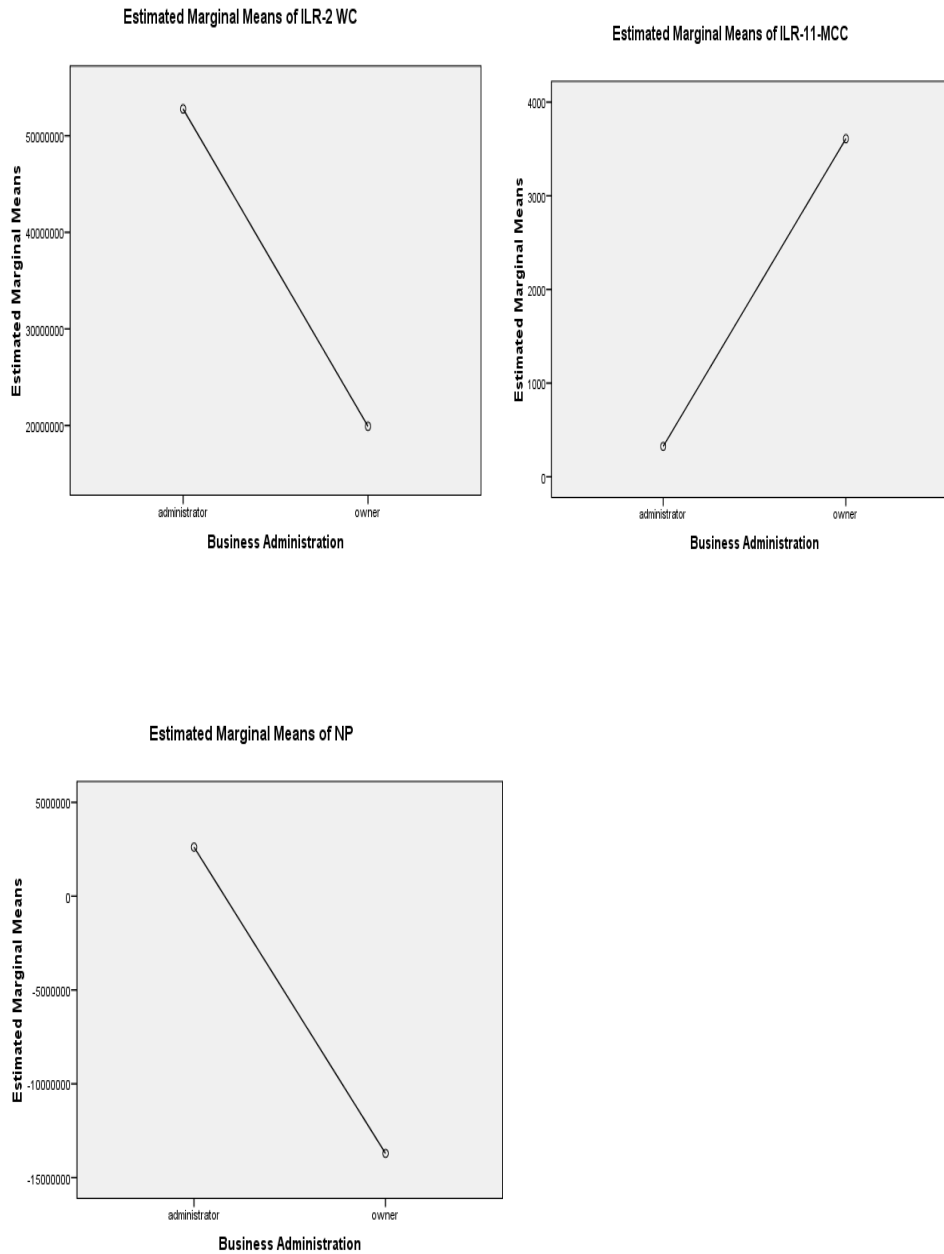 Estimated Marginal Means of ILR-2 WC
Estimated Marginal Means
50000000
40000000
30000000
20000000
administrator owner
Business Administration
Estimated Marginal Means of ILR-11-MCC
Estimated Marginal Means
4000
3000
2000
1000
0
administrator owner
Business Administration
Estimated Marginal Means of NP
Estimated Marginal Means
5000000
0
-5000000
-10000000
-15000000
administrator owner
Business Administration